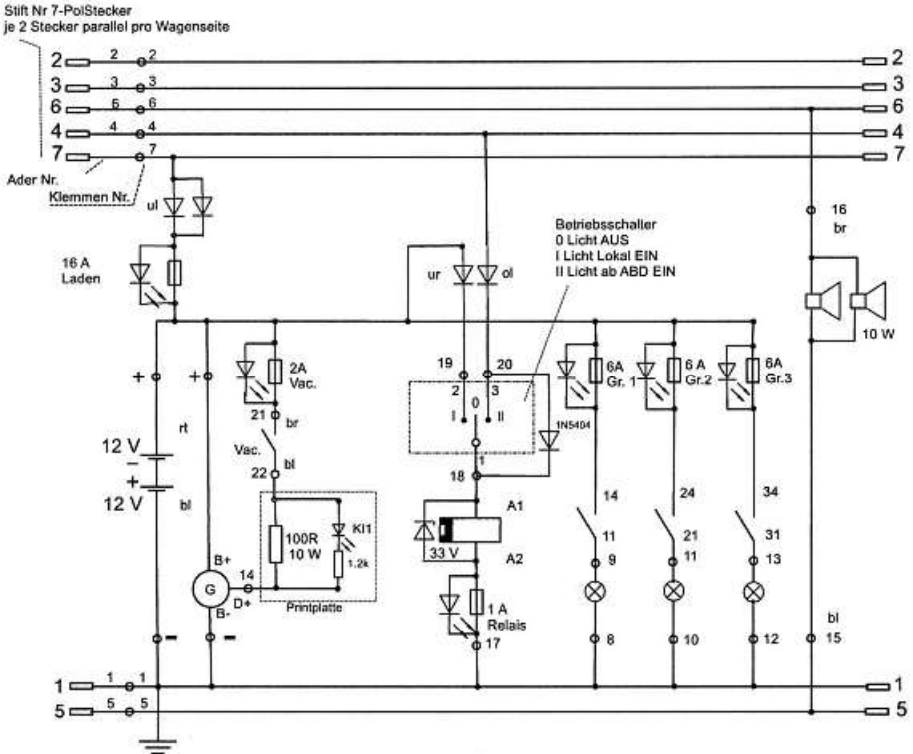 Stift Nr 7-PolStecker
je 2 Stecker parallel pro Wagenseite
2 2 2 2
3 3 3 3
6 6 6 6
4 4 4 4
7 7 7
Ader Nr.
Klemmen Nr.
ul
16 A
Laden
Betriebsschaller
0 Licht AUS
I Licht Lokal EIN
II Licht ab ABD EIN
ur
ol
16
br
10 W
+
+
2A
Vac.
19
20
2
3
0
I
II
1
1N5404
6A
Gr. 1
6 A
Gr.2
6A
Gr.3
21
br
rt
12 V
−
+
12 V
bl
Vac.
22
bl
18
100R
10 W
KI1
1.2k
Printplatte
A1
33 V
A2
14
11
9
24
21
11
34
31
13
B+
G
B-
14
D+
1 A
Relais
17
8
10
12
bl
15
−
−
1 1 1 1
5 5 5 5